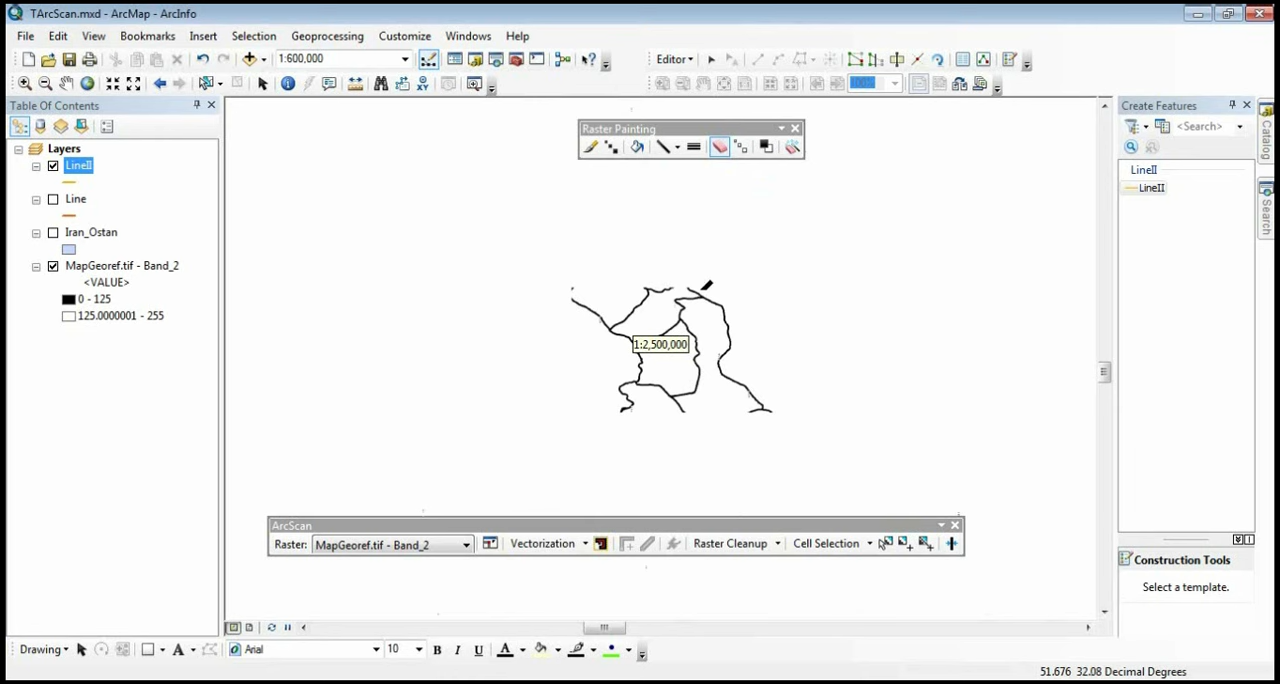 TArcScan.mxd - ArcMap - ArcInfo
File Edit View Bookmarks Insert Selection Geoprocessing Customize Windows Help
1:600,000
Editor
100%
Table Of Contents
Layers
LineII
Line
Iran_Ostan
MapGeoref.tif - Band_2
<VALUE>
0 - 125
125.0000001 - 255
Raster Painting
1:2,500,000
ArcScan
Raster: MapGeoref.tif - Band_2 Vectorization Raster Cleanup Cell Selection
Create Features
<Search>
LineII
LineII
Construction Tools
Select a template.
Catalog
Search
Drawing A Arial 10 B I U A
51.676 32.08 Decimal Degrees